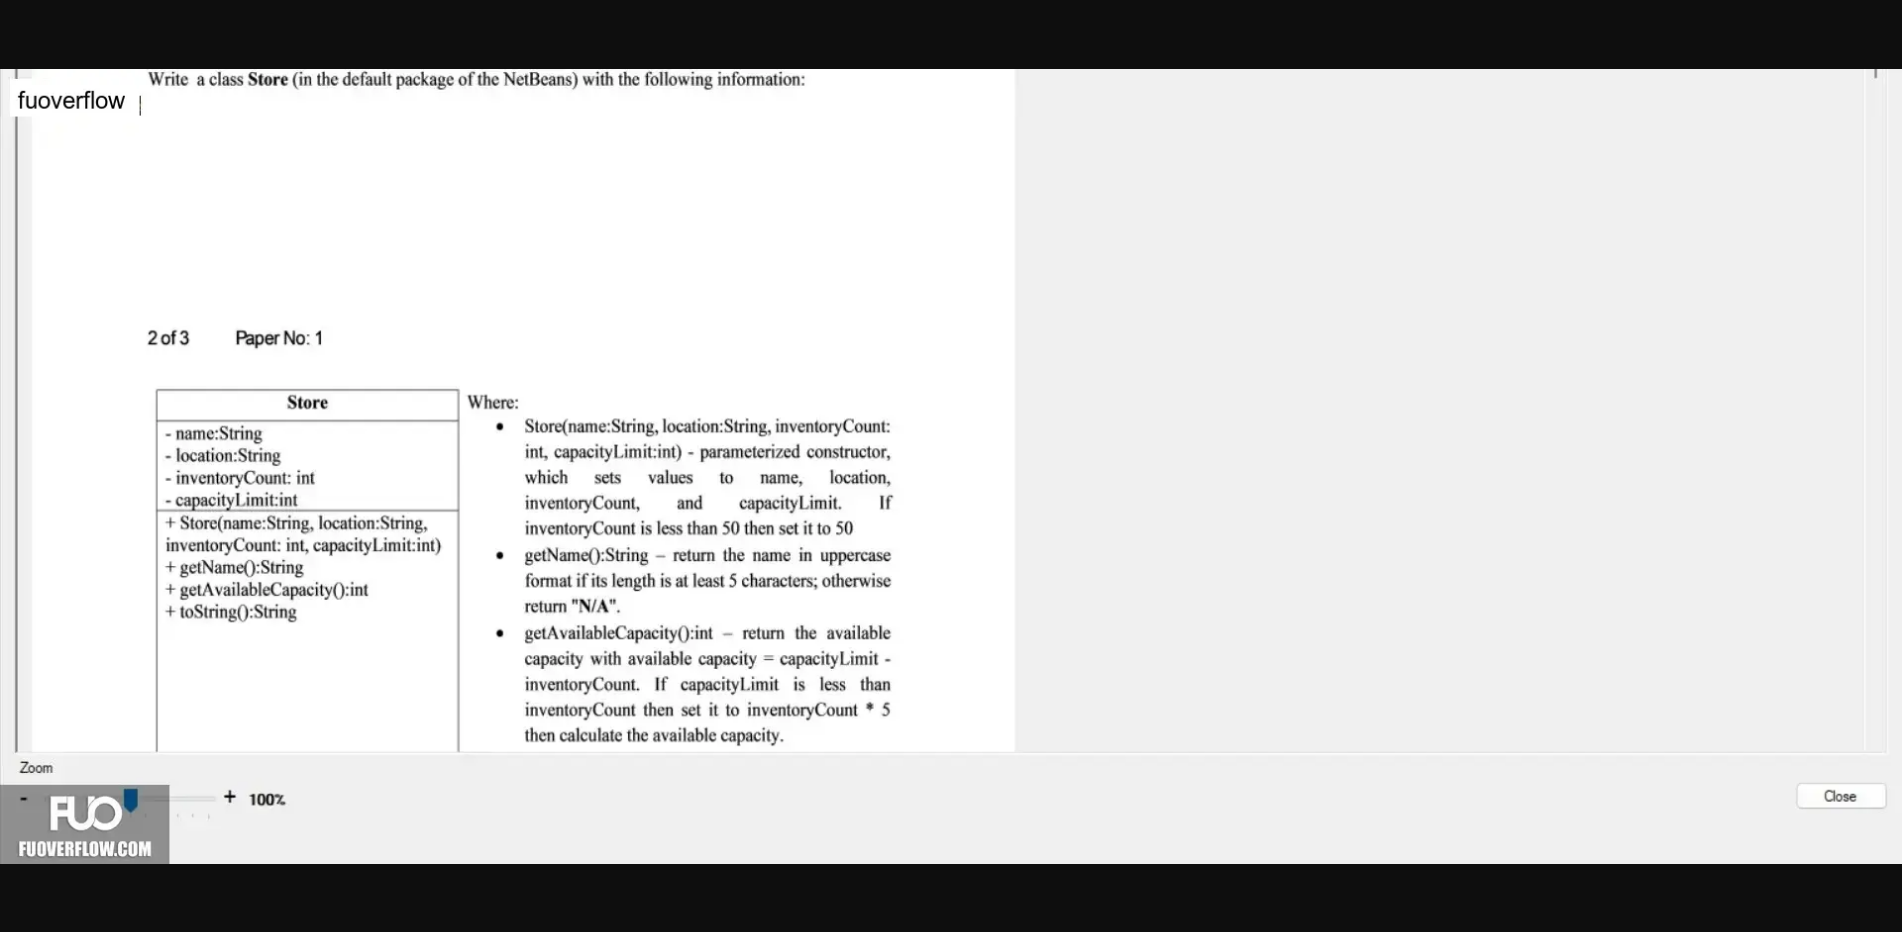 Write a class Store (in the default package of the NetBeans) with the following information:
fuoverflow
2 of 3 Paper No: 1
Store
- name:String
- location:String
- inventoryCount: int
- capacityLimit:int
+ Store(name:String, location:String,
inventoryCount: int, capacityLimit:int)
+ getName():String
+ getAvailableCapacity():int
+ toString():String
Where:
• Store(name:String, location:String, inventoryCount:
int, capacityLimit:int) - parameterized constructor,
which sets values to name, location,
inventoryCount, and capacityLimit. If
inventoryCount is less than 50 then set it to 50
• getName():String – return the name in uppercase
format if its length is at least 5 characters; otherwise
return "N/A".
• getAvailableCapacity():int – return the available
capacity with available capacity = capacityLimit -
inventoryCount. If capacityLimit is less than
inventoryCount then set it to inventoryCount * 5
then calculate the available capacity.
Zoom
- + 100%
Close
FUO
FUOVERFLOW.COM